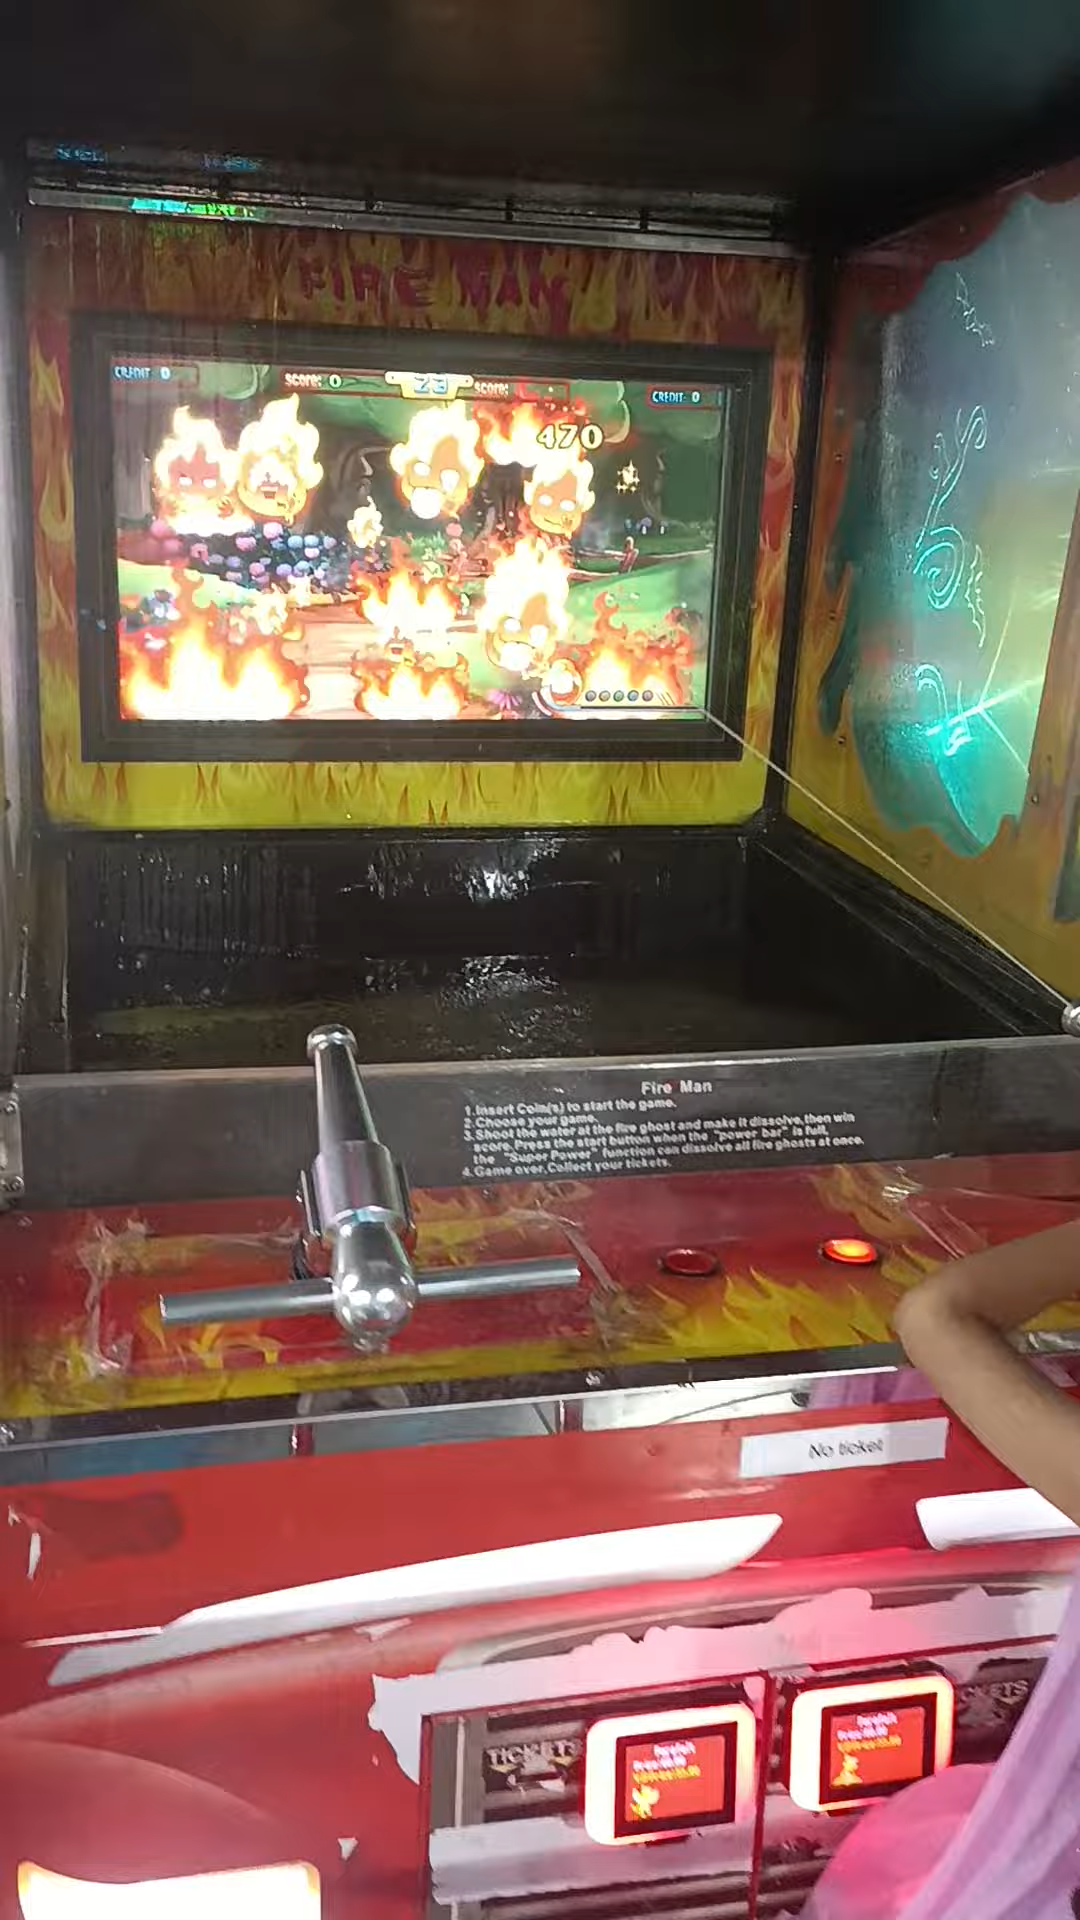 FIRE MAN
CREDIT: 0
score: 0
23
score:
CREDIT: 0
470
Fire Man
1.Insert Coin(s) to start the game.
2.Choose your game.
3.Shoot the water at the fire ghost and make it dissolve,then win
score.Press the start button when the "power bar" is full,
the "Super Power" function can dissolve all fire ghosts at once.
4.Game over,Collect your tickets.
No ticket
TICKETS